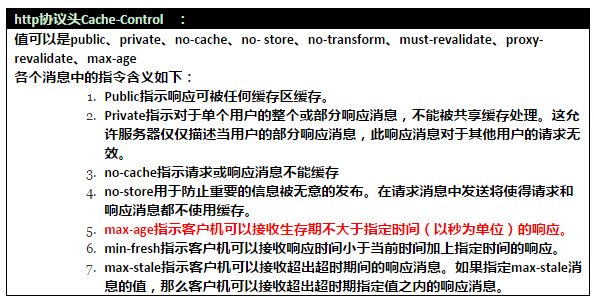 http协议头Cache-Control ：
值可以是public、private、no-cache、no- store、no-transform、must-revalidate、proxy-
revalidate、max-age
各个消息中的指令含义如下：
1. Public指示响应可被任何缓存区缓存。
2. Private指示对于单个用户的整个或部分响应消息，不能被共享缓存处理。这允
许服务器仅仅描述当用户的部分响应消息，此响应消息对于其他用户的请求无
效。
3. no-cache指示请求或响应消息不能缓存
4. no-store用于防止重要的信息被无意的发布。在请求消息中发送将使得请求和
响应消息都不使用缓存。
5. max-age指示客户机可以接收生存期不大于指定时间（以秒为单位）的响应。
6. min-fresh指示客户机可以接收响应时间小于当前时间加上指定时间的响应。
7. max-stale指示客户机可以接收超出超时期间的响应消息。如果指定max-stale消
息的值，那么客户机可以接收超出超时期指定值之内的响应消息。